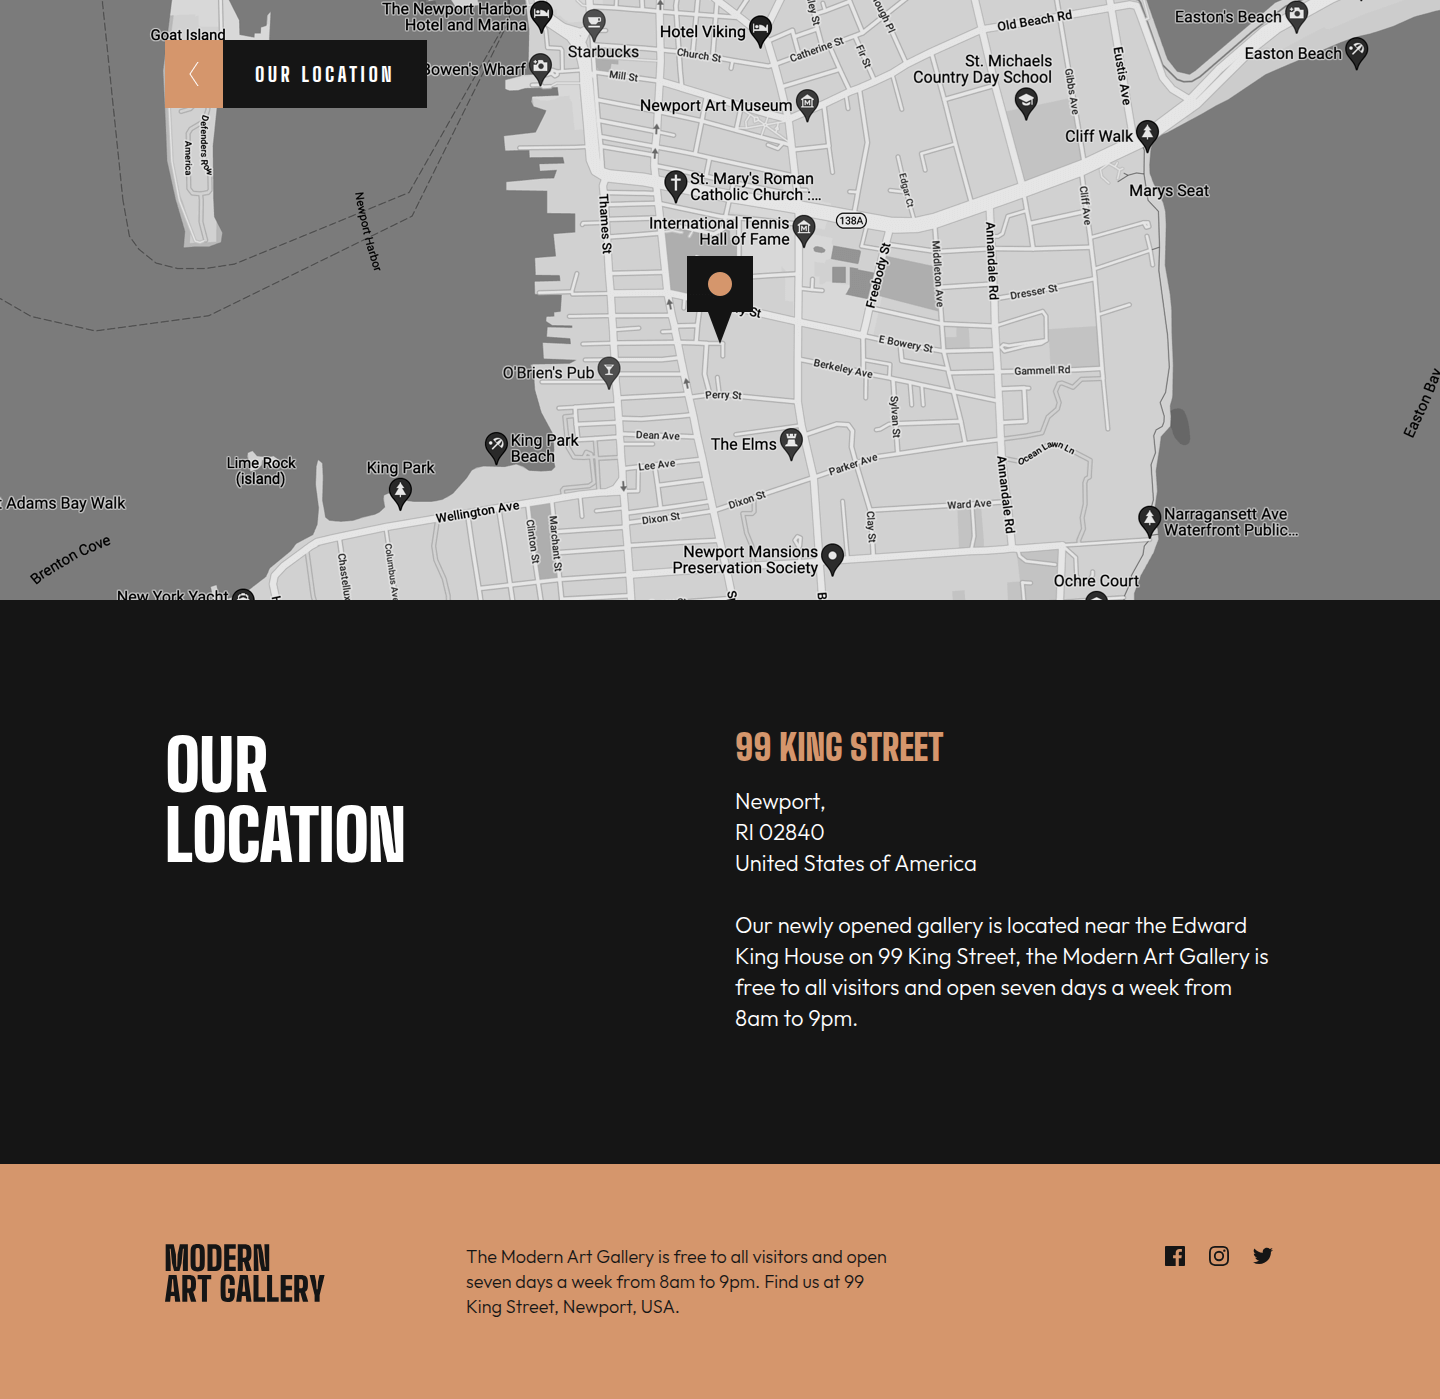 The Newport Harbor
Hotel and Marina
Starbucks
Hotel Viking
Church St
Catherine St
Fir St
Old Beach Rd
Eustis Ave
Easton's Beach
Easton Beach
Goat Island
OUR LOCATION
Bowen's Wharf
Mill St
Newport Art Museum
St. Michaels
Country Day School
Gibbs Ave
Cliff Walk
Defenders Row
America
Newport Harbor
Thames St
St. Mary's Roman
Catholic Church :...
International Tennis
Hall of Fame
138A
Edgar Ct
Marys Seat
Cliff Ave
Freebody St
Middleton Ave
Annandale Rd
Dresser St
E Bowery St
O'Brien's Pub
Berkeley Ave
Gammell Rd
Easton Bay
Perry St
Sylvan St
Dean Ave
The Elms
King Park
Beach
Lee Ave
Parker Ave
Ocean Lawn Ln
Lime Rock
(island)
King Park
Annandale Rd
Adams Bay Walk
Wellington Ave
Dixon St
Dixon St
Ward Ave
Clay St
Narragansett Ave
Waterfront Public...
Brenton Cove
Clinton St
Marchant St
Chastellux
Columbus Ave
Newport Mansions
Preservation Society
Ochre Court
New York Yacht
OUR
LOCATION
99 KING STREET
Newport,
RI 02840
United States of America
Our newly opened gallery is located near the Edward
King House on 99 King Street, the Modern Art Gallery is
free to all visitors and open seven days a week from
8am to 9pm.
MODERN
ART GALLERY
The Modern Art Gallery is free to all visitors and open
seven days a week from 8am to 9pm. Find us at 99
King Street, Newport, USA.